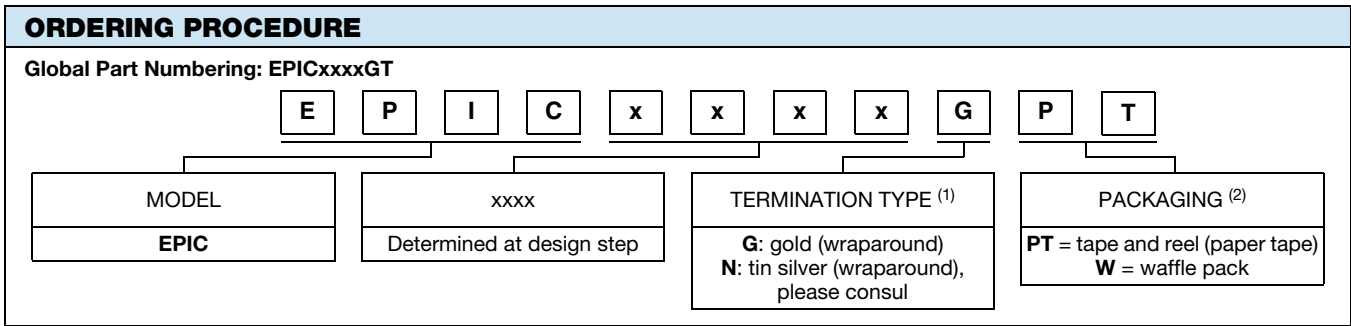 ORDERING PROCEDURE
Global Part Numbering: EPICxxxxGT
E P I C x x x x G P T
MODEL
EPIC
xxxx
Determined at design step
TERMINATION TYPE (1)
G: gold (wraparound)
N: tin silver (wraparound),
please consul
PACKAGING (2)
PT = tape and reel (paper tape)
W = waffle pack